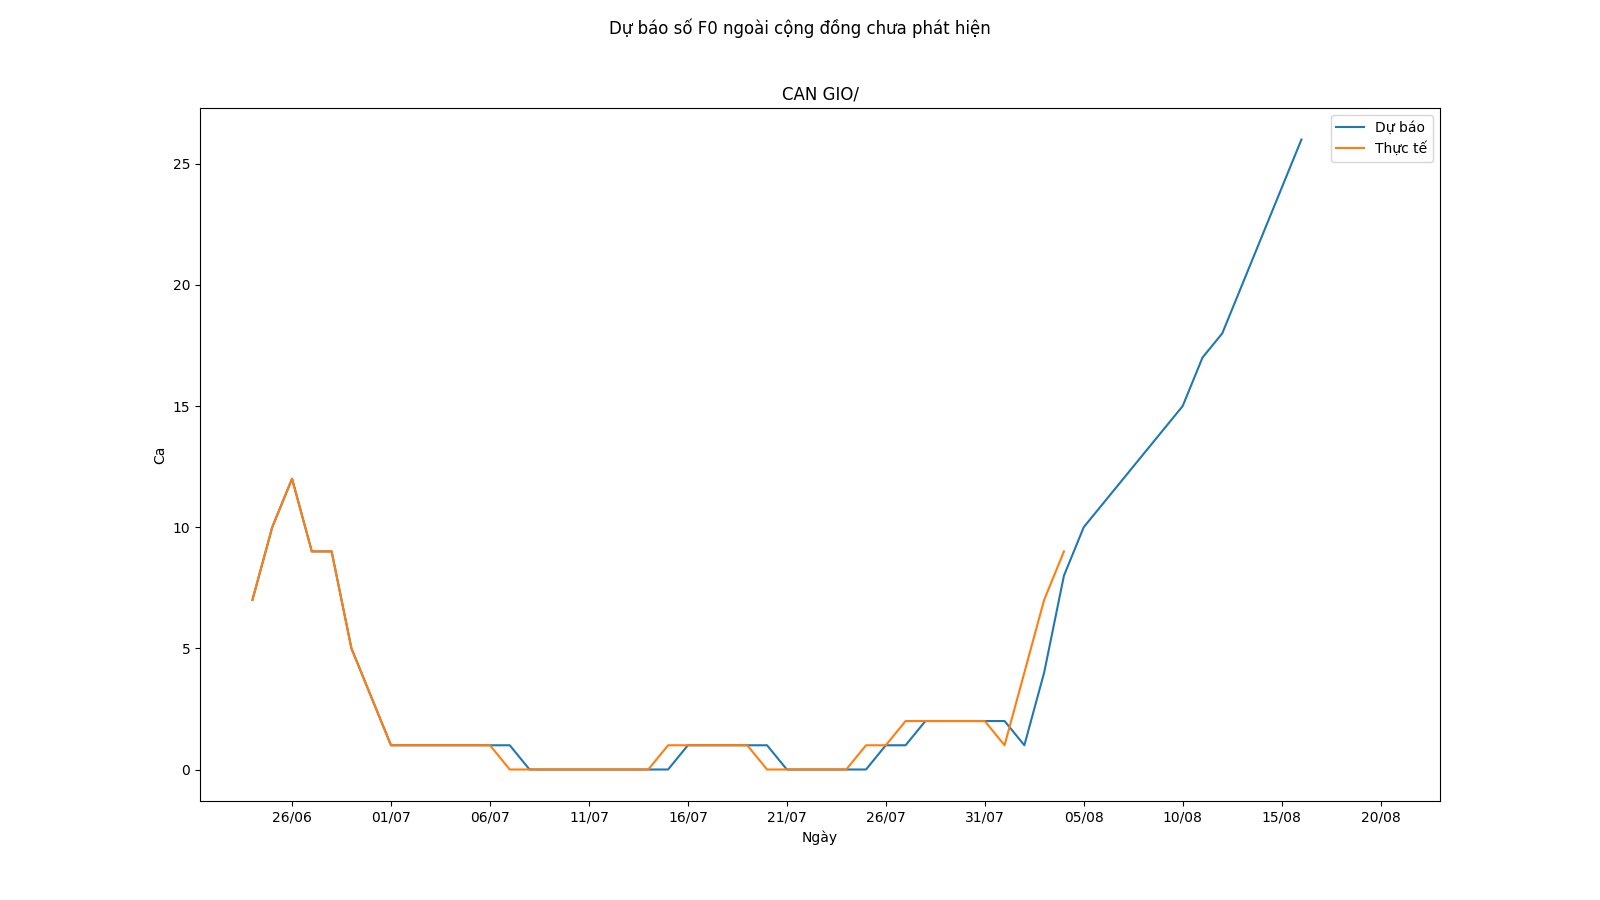 Dự báo số F0 ngoài cộng đồng chưa phát hiện
CAN GIO/
Dự báo
Thực tế
25
20
15
10
5
0
Ca
26/06 01/07 06/07 11/07 16/07 21/07 26/07 31/07 05/08 10/08 15/08 20/08
Ngày